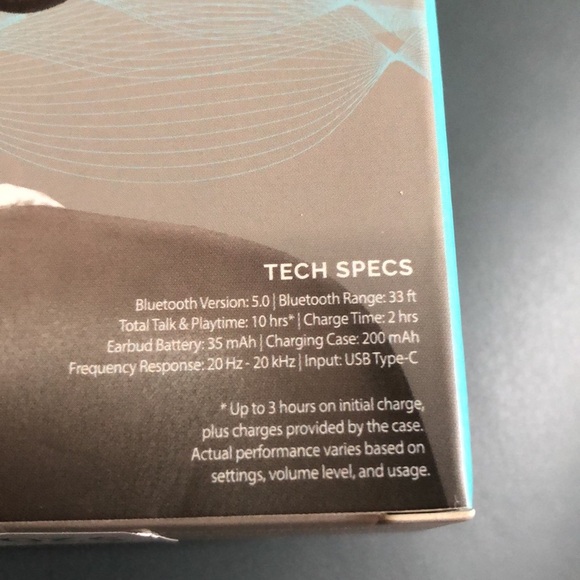 TECH SPECS
Bluetooth Version: 5.0 | Bluetooth Range: 33 ft
Total Talk & Playtime: 10 hrs* | Charge Time: 2 hrs
Earbud Battery: 35 mAh | Charging Case: 200 mAh
Frequency Response: 20 Hz - 20 kHz | Input: USB Type-C
* Up to 3 hours on initial charge,
plus charges provided by the case.
Actual performance varies based on
settings, volume level, and usage.